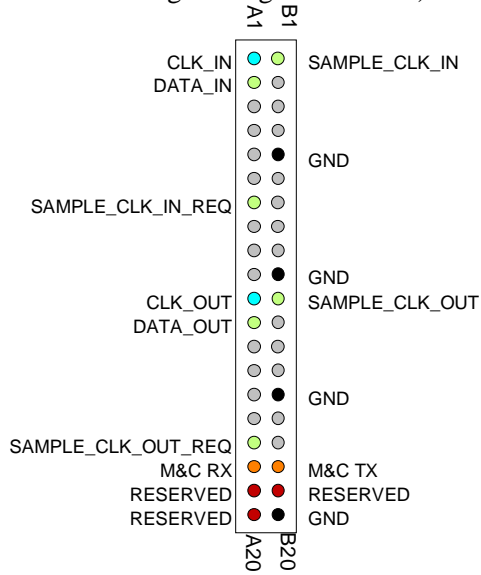 A1 B1
CLK_IN SAMPLE_CLK_IN
DATA_IN
GND
SAMPLE_CLK_IN_REQ
GND
CLK_OUT SAMPLE_CLK_OUT
DATA_OUT
GND
SAMPLE_CLK_OUT_REQ
M&C RX M&C TX
RESERVED RESERVED
RESERVED GND
A20 B20